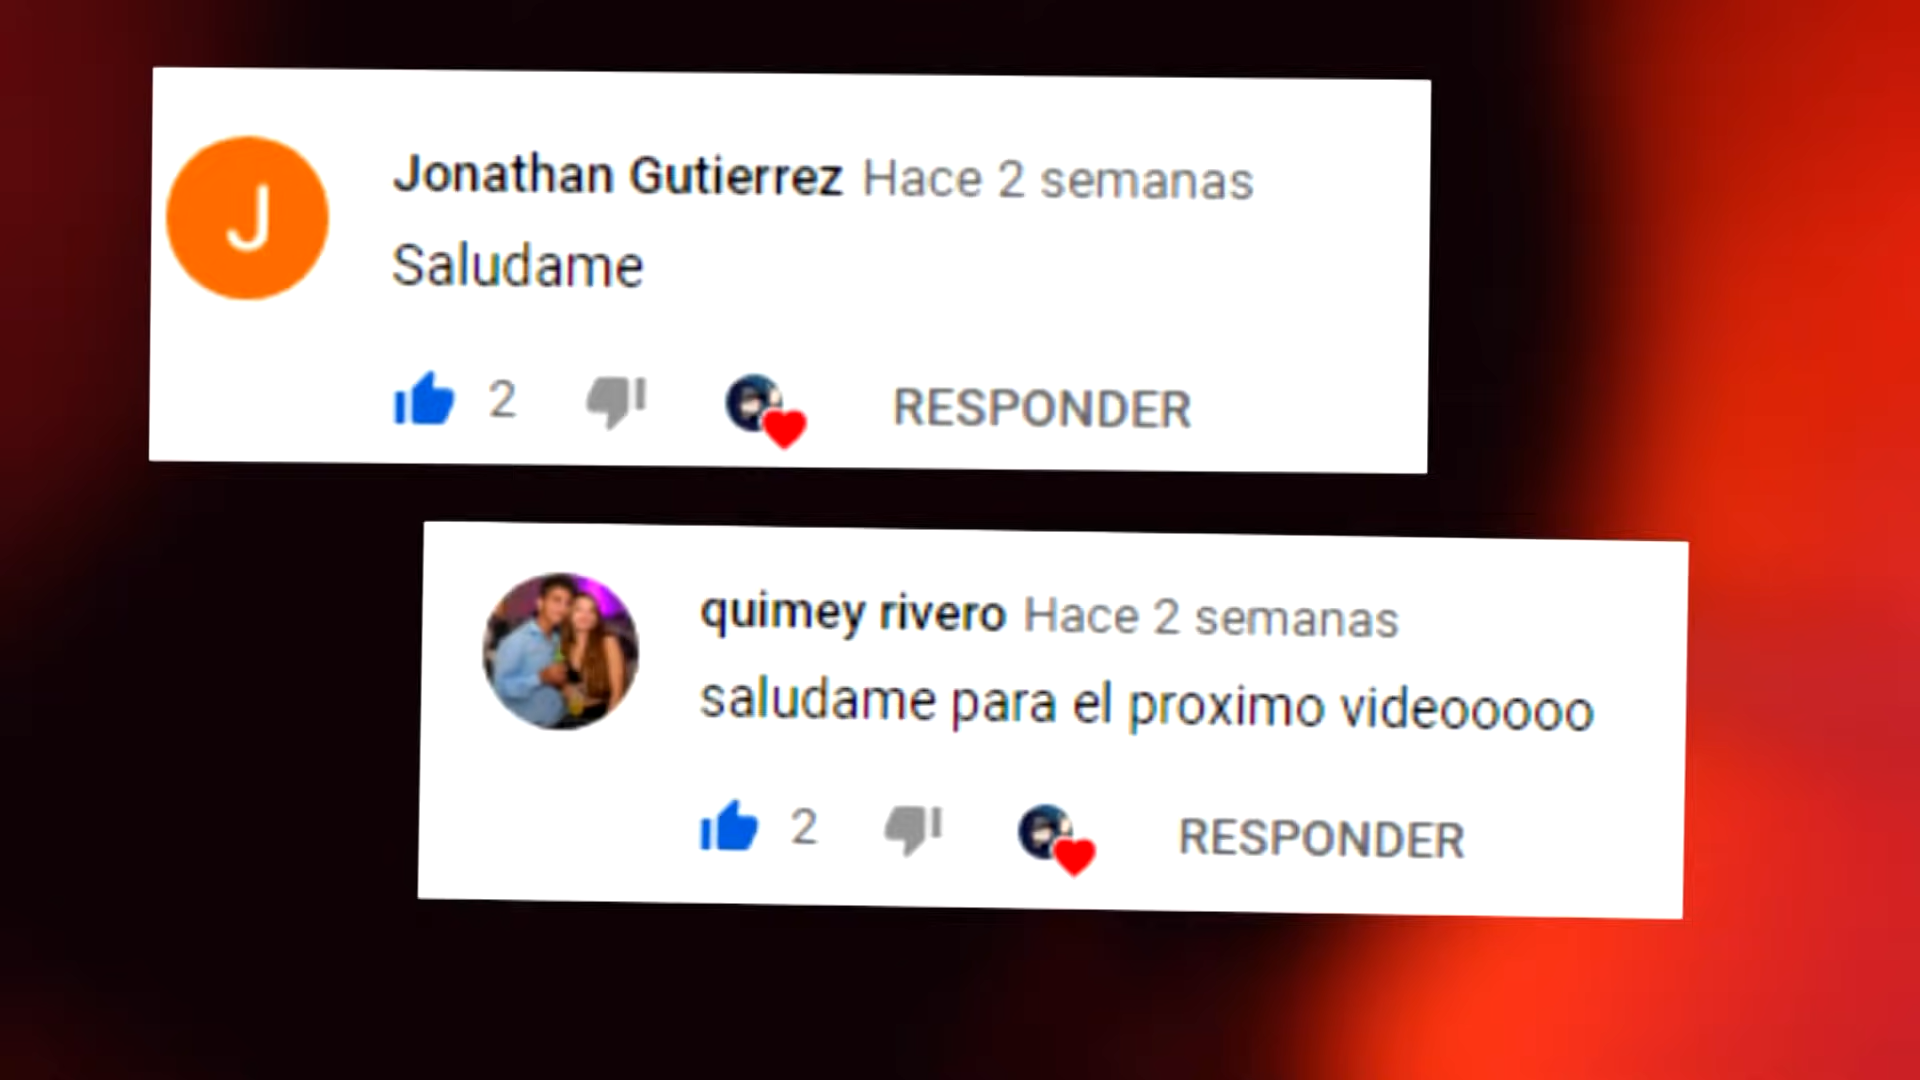 J
Jonathan Gutierrez Hace 2 semanas
Saludame
2 RESPONDER
quimey rivero Hace 2 semanas
saludame para el proximo videooooo
2 RESPONDER